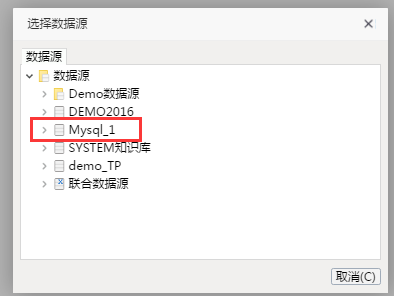 选择数据源
数据源
数据源
Demo数据源
DEMO2016
Mysql_1
SYSTEM知识库
demo_TP
联合数据源
取消(C)